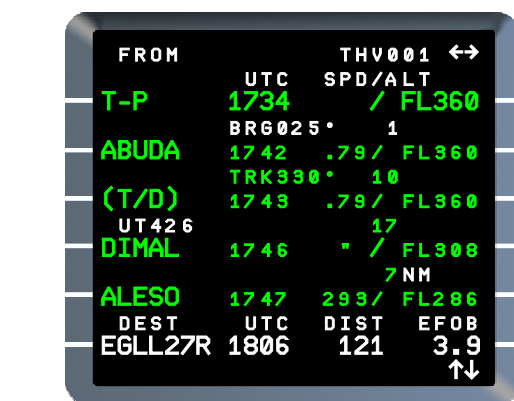 FROM THV001 ←→
UTC SPD/ALT
T-P 1734 / FL360
BRG025° 1
ABUDA 1742 .79/ FL360
TRK330° 10
(T/D) 1743 .79/ FL360
UT426 17
DIMAL 1746 " / FL308
7NM
ALESO 1747 293/ FL286
DEST UTC DIST EFOB
EGLL27R 1806 121 3.9
↑↓